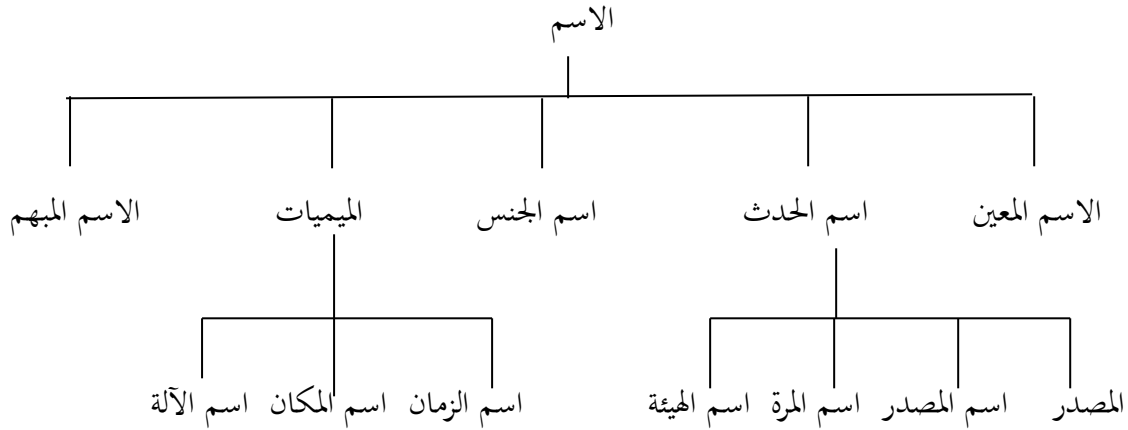 الاسم
الاسم المعين اسم الحدث اسم الجنس الميميات الاسم المبهم
المصدر اسم المصدر اسم المرة اسم الهيئة اسم الزمان اسم المكان اسم الآلة